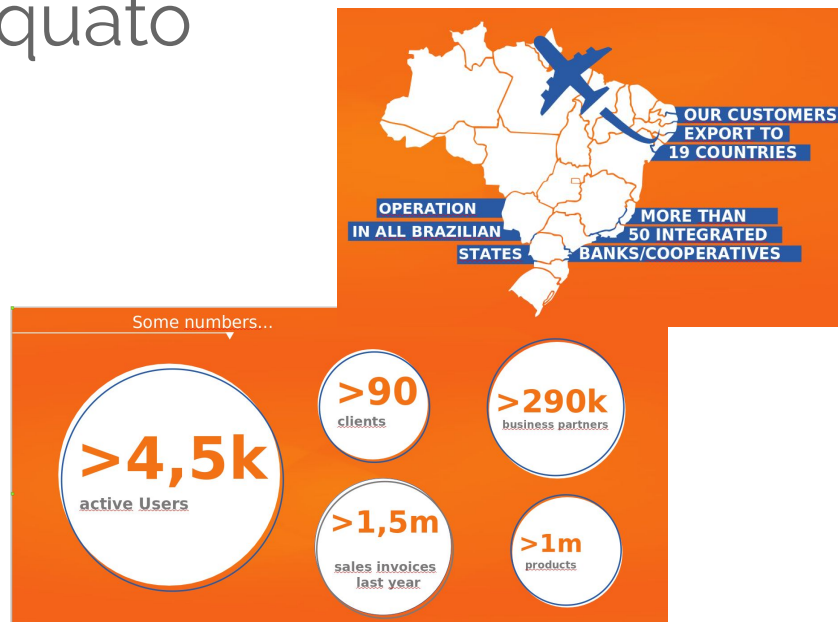 quato
OUR CUSTOMERS
EXPORT TO
19 COUNTRIES
OPERATION
IN ALL BRAZILIAN
STATES
MORE THAN
50 INTEGRATED
BANKS/COOPERATIVES
Some numbers...
>4,5k
active Users
>90
clients
>290k
business partners
>1,5m
sales invoices
last year
>1m
products